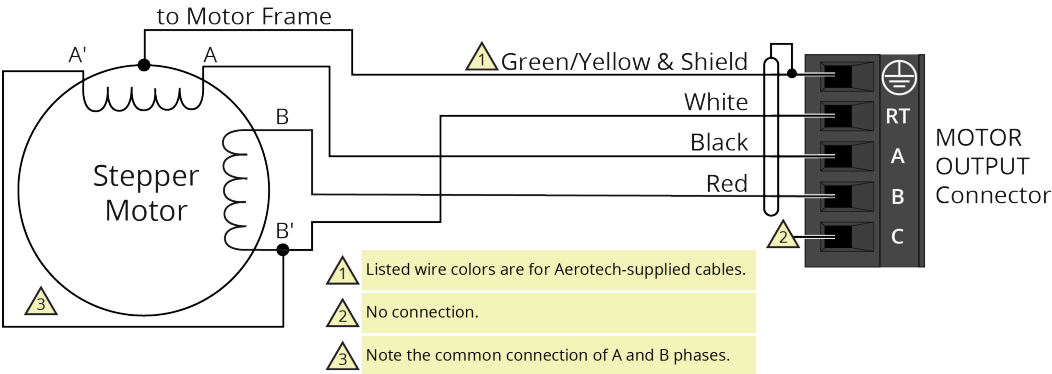 to Motor Frame
A'
A
1
Green/Yellow & Shield
White
RT
B
Black
A
MOTOR
OUTPUT
Connector
Stepper
Motor
Red
B
B'
2
C
1
Listed wire colors are for Aerotech-supplied cables.
3
2
No connection.
3
Note the common connection of A and B phases.